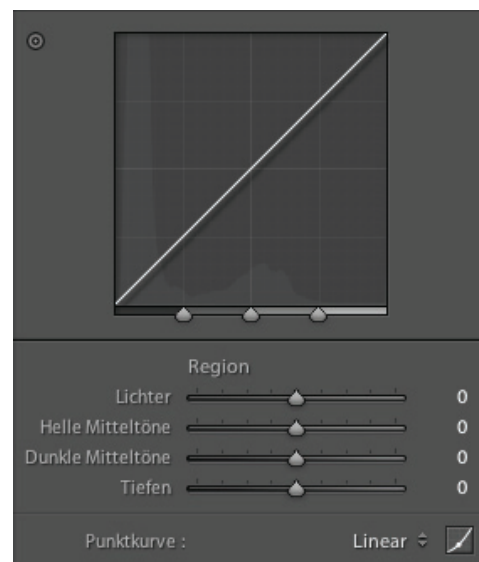 Region
Lichter 0
Helle Mitteltöne 0
Dunkle Mitteltöne 0
Tiefen 0
Punktkurve : Linear